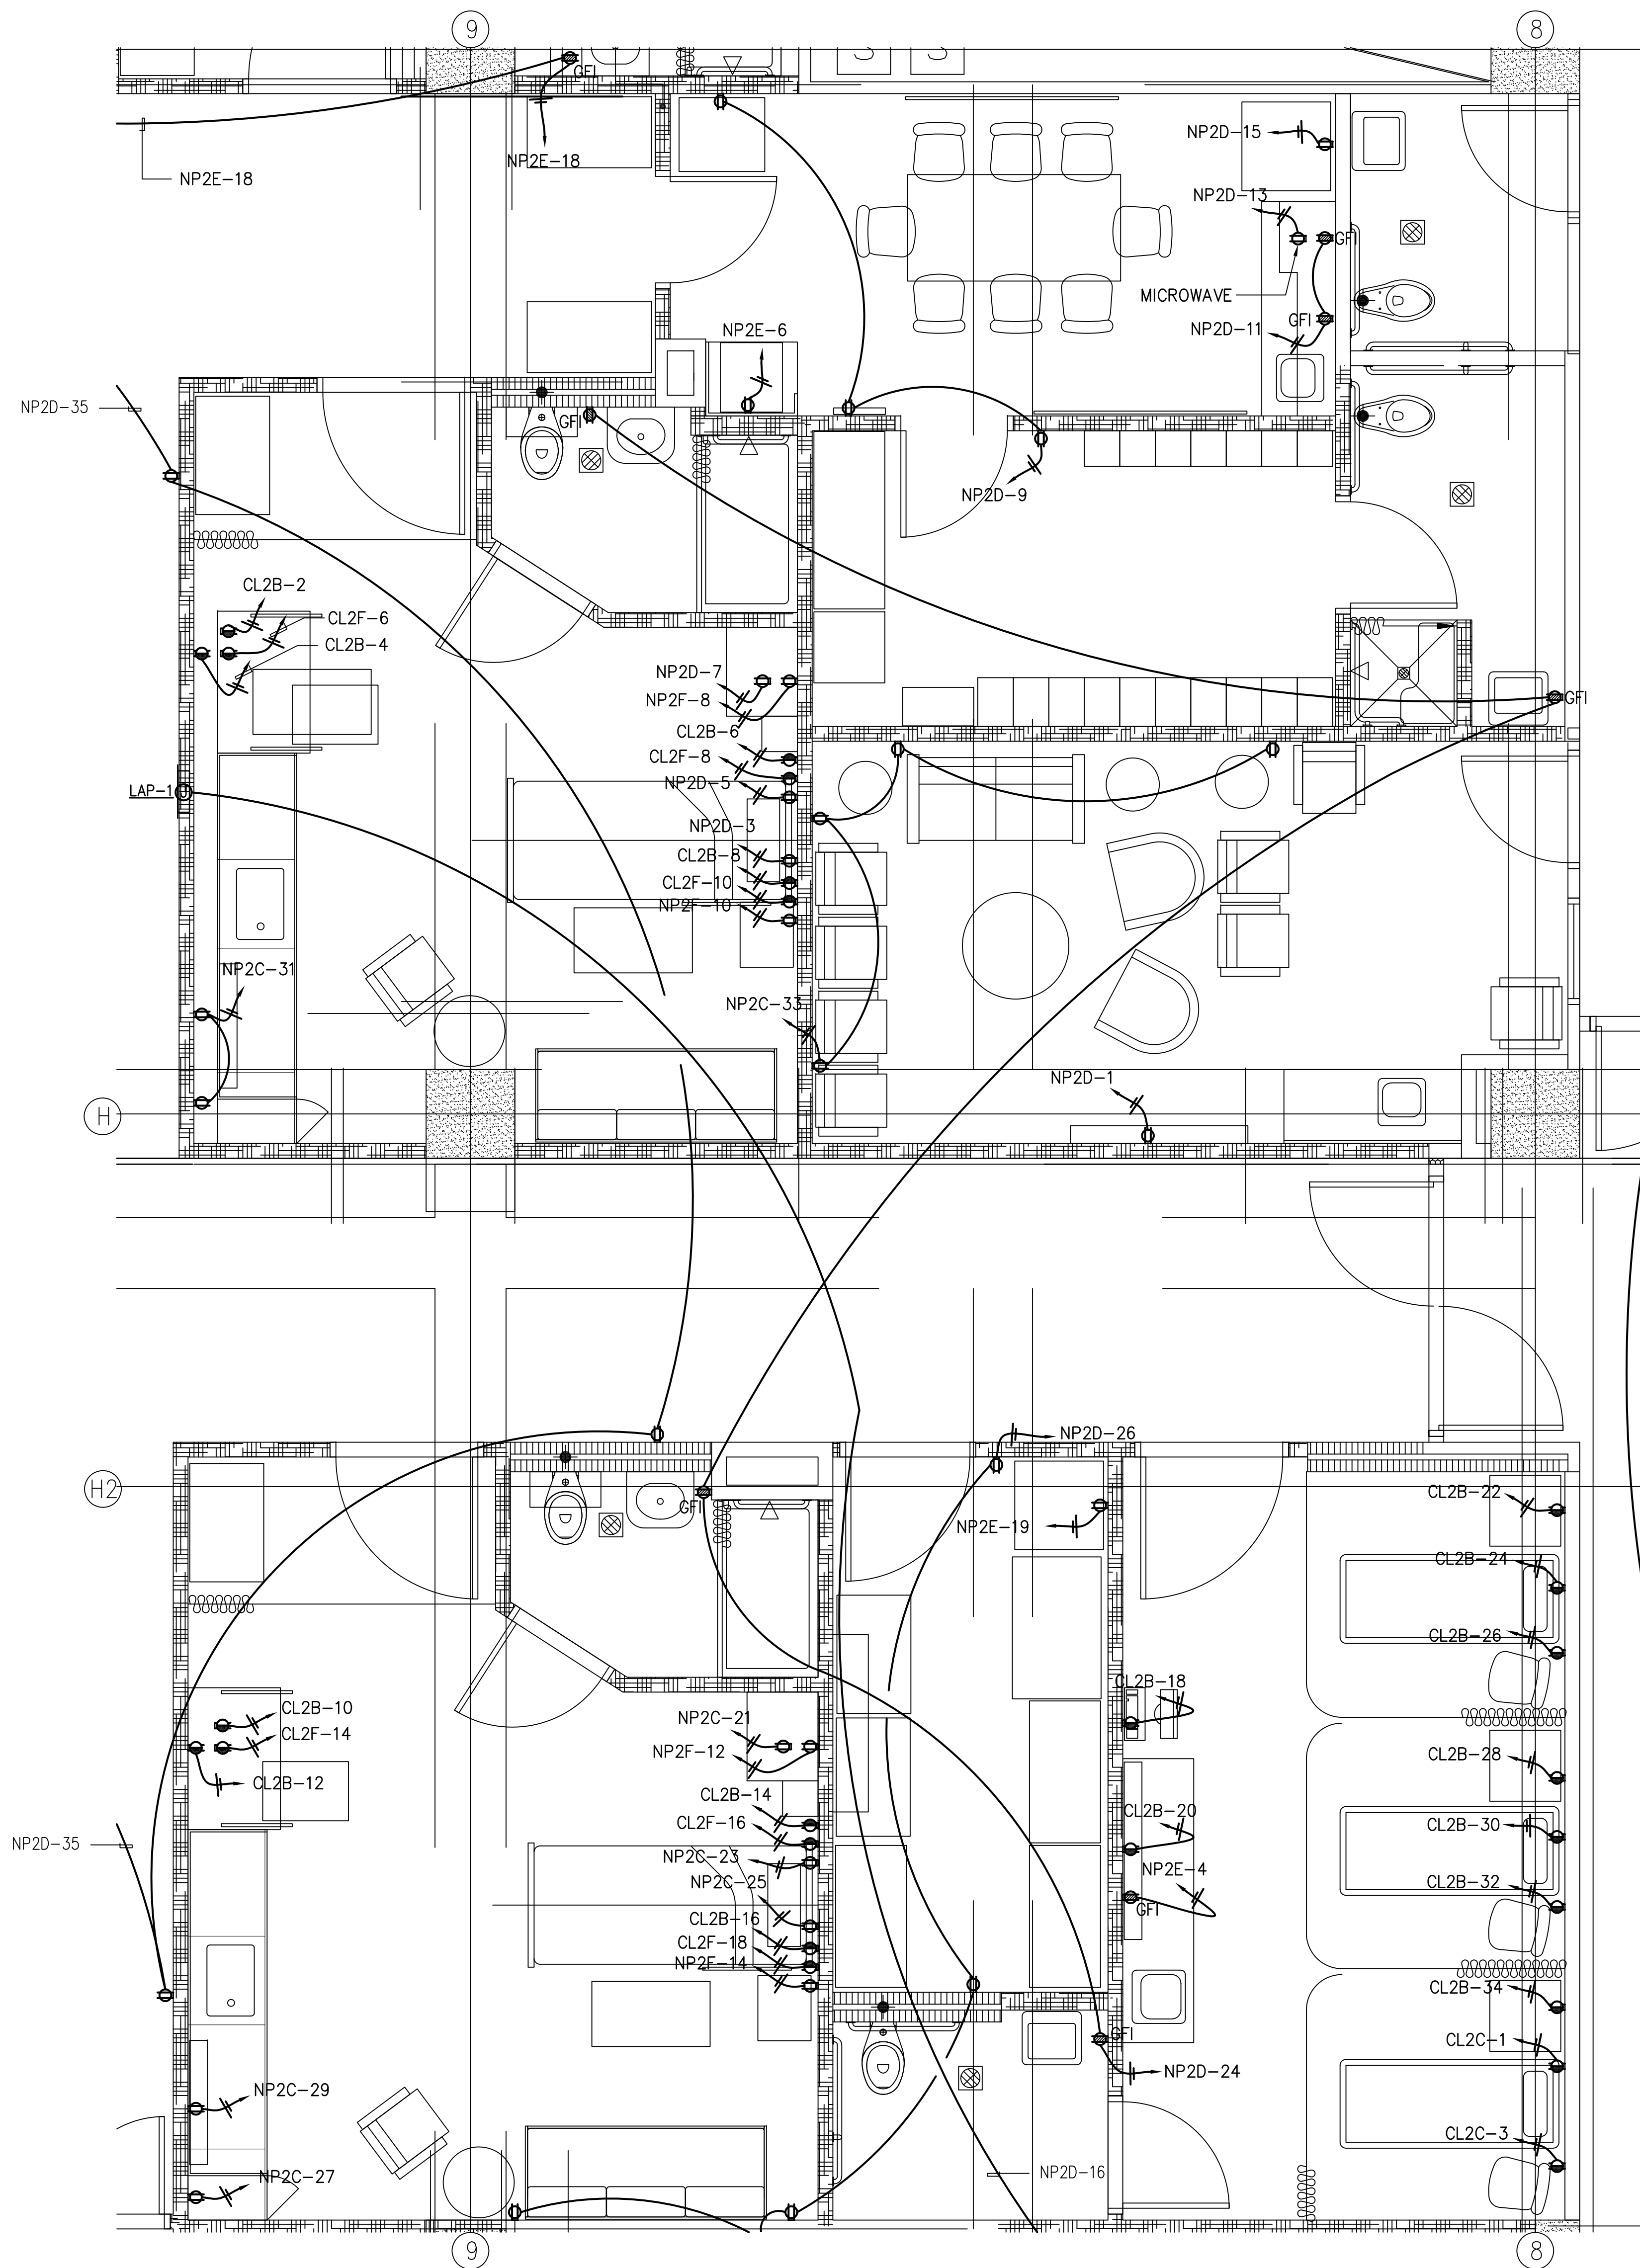 9
8
GFI
NP2E-18
NP2E-18
NP2D-15
NP2D-13
GFI
MICROWAVE
GFI
NP2D-11
NP2E-6
NP2D-35
GFI
NP2D-9
CL2B-2
CL2F-6
CL2B-4
NP2D-7
NP2F-8
GFI
CL2B-6
CL2F-8
NP2D-5
LAP-1
J
NP2D-3
CL2B-8
CL2F-10
NP2F-10
NP2C-31
NP2C-33
NP2D-1
H
NP2D-26
H2
CL2B-22
GFI
NP2E-19
CL2B-24
CL2B-26
CL2B-18
CL2B-10
NP2C-21
CL2F-14
NP2F-12
CL2B-28
CL2B-12
CL2B-14
CL2B-20
CL2F-16
CL2B-30
NP2D-35
NP2C-23
NP2E-4
NP2C-25
CL2B-32
GFI
CL2B-16
CL2F-18
NP2F-14
CL2B-34
GFI
CL2C-1
NP2D-24
NP2C-29
CL2C-3
NP2D-16
NP2C-27
9
8